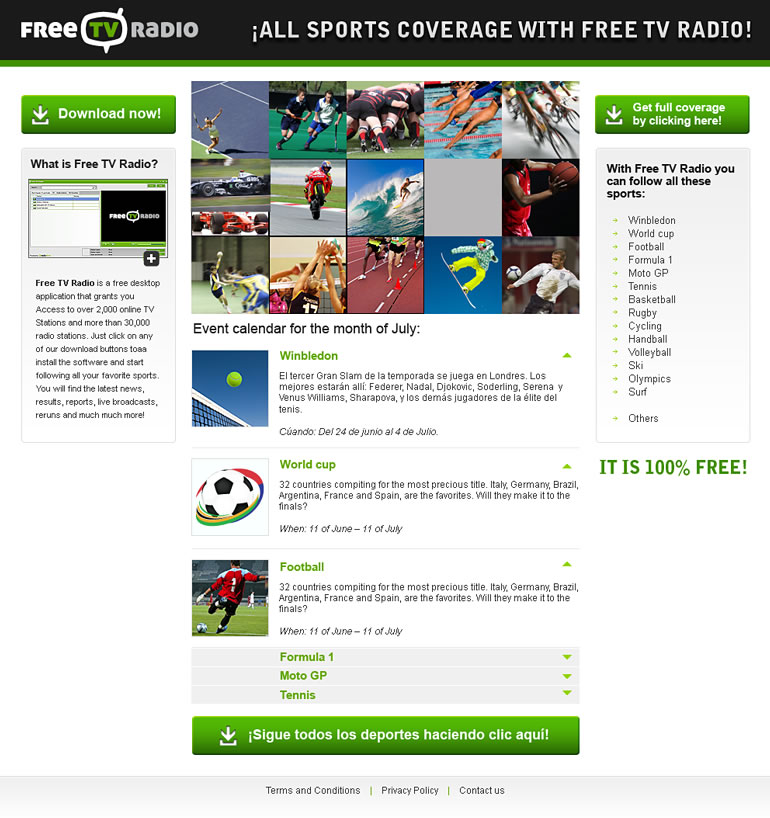 FREE TV RADIO
¡ALL SPORTS COVERAGE WITH FREE TV RADIO!
Download now!
What is Free TV Radio?
FREE TV RADIO
Free TV Radio is a free desktop
application that grants you
Access to over 2,000 online TV
Stations and more than 30,000
radio stations. Just click on any
of our download buttons toaa
install the software and start
following all your favorite sports.
You will find the latest news,
results, reports, live broadcasts,
reruns and much much more!
17
Event calendar for the month of July:
Winbledon
El tercer Gran Slam de la temporada se juega en Londres. Los
mejores estarán allí: Federer, Nadal, Djokovic, Soderling, Serena y
Venus Williams, Sharapova, y los demás jugadores de la élite del
tenis.
Cúando: Del 24 de junio al 4 de Julio.
World cup
32 countries compiting for the most precious title. Italy, Germany, Brazil,
Argentina, France and Spain, are the favorites. Will they make it to the
finals?
When: 11 of June – 11 of July
Football
32 countries compiting for the most precious title. Italy, Germany, Brazil,
Argentina, France and Spain, are the favorites. Will they make it to the
finals?
When: 11 of June – 11 of July
1
Formula 1
Moto GP
Tennis
¡Sigue todos los deportes haciendo clic aquí!
Get full coverage
by clicking here!
With Free TV Radio you
can follow all these
sports:
Winbledon
World cup
Football
Formula 1
Moto GP
Tennis
Basketball
Rugby
Cycling
Handball
Volleyball
Ski
Olympics
Surf
Others
IT IS 100% FREE!
Terms and Conditions | Privacy Policy | Contact us